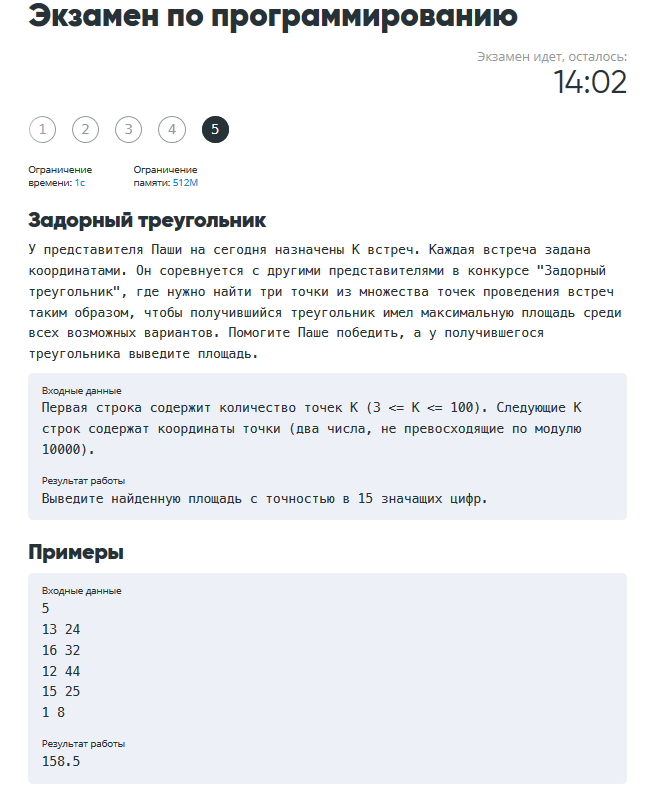 Экзамен по программированию
Экзамен идет, осталось:
14:02
1 2 3 4 5
Ограничение Ограничение
времени: 1с памяти: 512M
Задорный треугольник
У представителя Паши на сегодня назначены K встреч. Каждая встреча задана
координатами. Он соревнуется с другими представителями в конкурсе "Задорный
треугольник", где нужно найти три точки из множества точек проведения встреч
таким образом, чтобы получившийся треугольник имел максимальную площадь среди
всех возможных вариантов. Помогите Паше победить, а у получившегося
треугольника выведите площадь.
Входные данные
Первая строка содержит количество точек K (3 <= K <= 100). Следующие K
строк содержат координаты точки (два числа, не превосходящие по модулю
10000).
Результат работы
Выведите найденную площадь с точностью в 15 значащих цифр.
Примеры
Входные данные
5
13 24
16 32
12 44
15 25
1 8
Результат работы
158.5